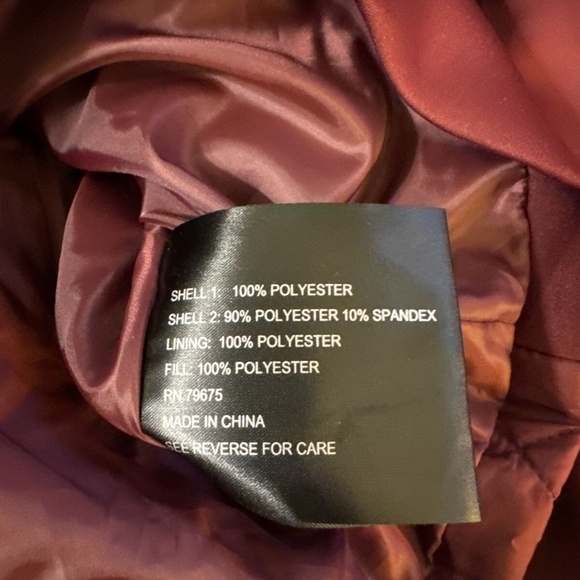 SHELL 1: 100% POLYESTER
SHELL 2: 90% POLYESTER 10% SPANDEX
LINING: 100% POLYESTER
FILL: 100% POLYESTER
RN 79675
MADE IN CHINA
SEE REVERSE FOR CARE